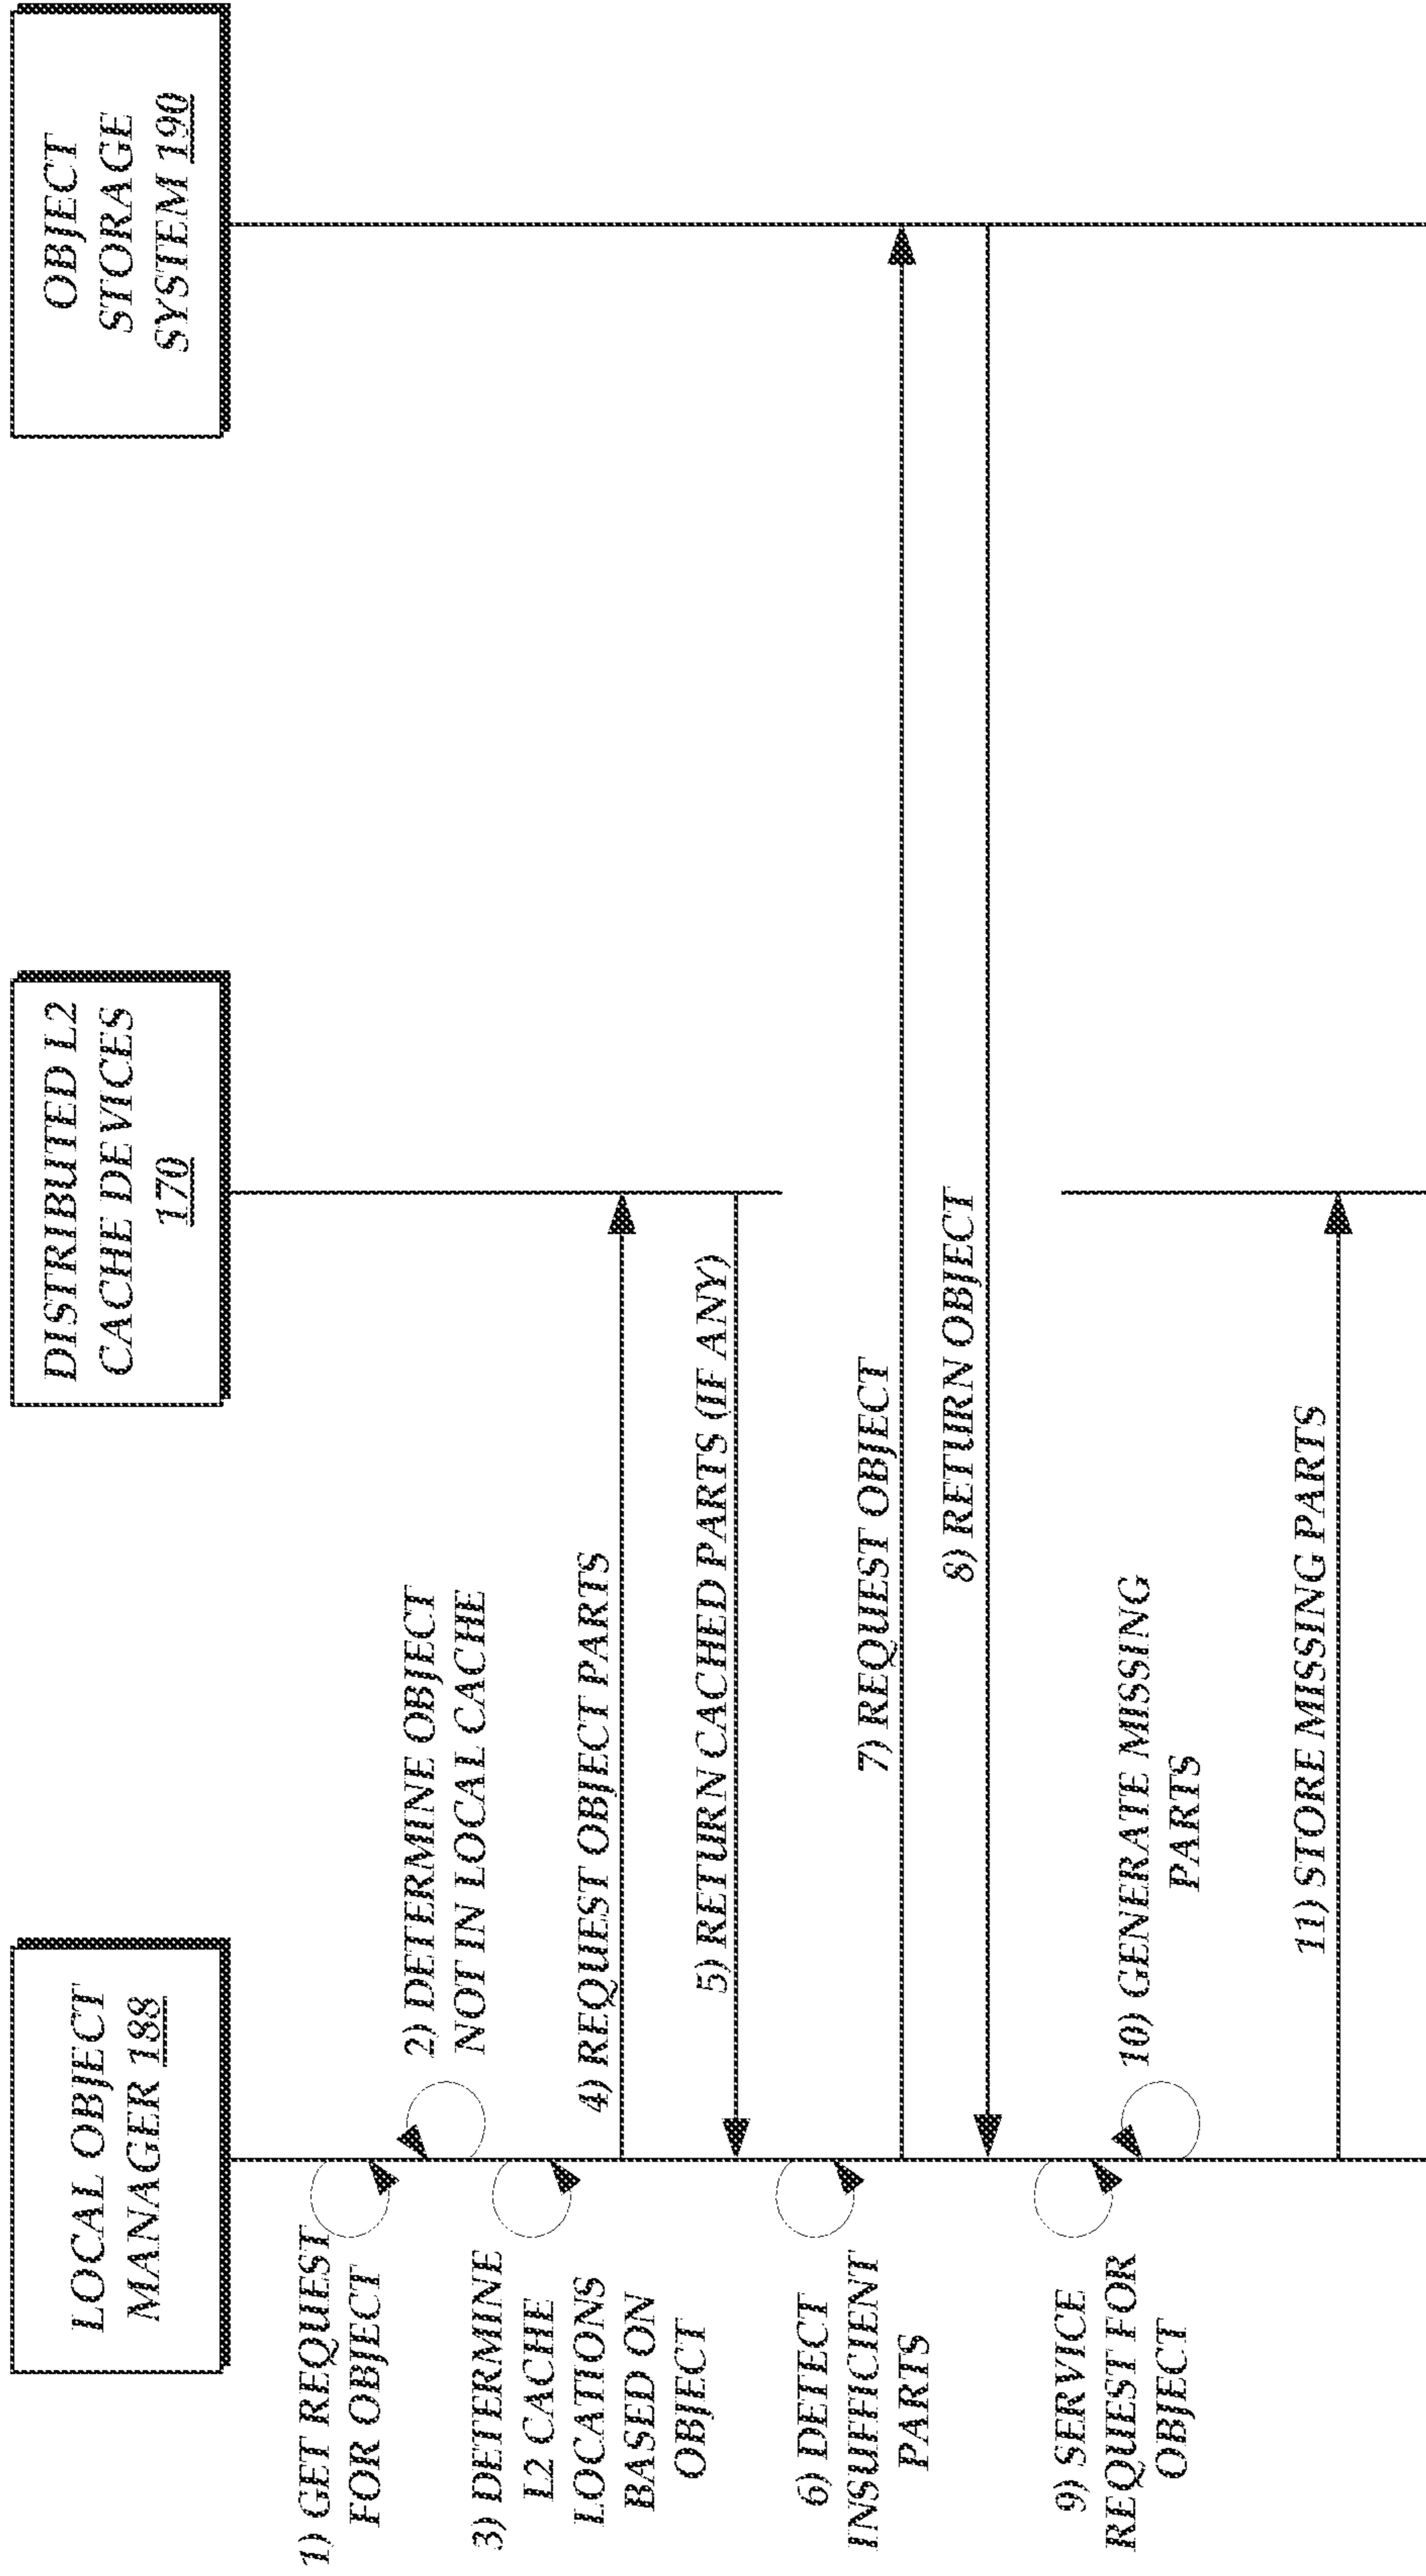 LOCAL OBJECT
MANAGER 188
DISTRIBUTED L2
CACHE DEVICES
170
OBJECT
STORAGE
SYSTEM 190
1) GET REQUEST
FOR OBJECT
2) DETERMINE OBJECT
NOT IN LOCAL CACHE
3) DETERMINE
L2 CACHE
LOCATIONS
BASED ON
OBJECT
4) REQUEST OBJECT PARTS
5) RETURN CACHED PARTS (IF ANY)
6) DETECT
INSUFFICIENT
PARTS
7) REQUEST OBJECT
8) RETURN OBJECT
9) SERVICE
REQUEST FOR
OBJECT
10) GENERATE MISSING
PARTS
11) STORE MISSING PARTS